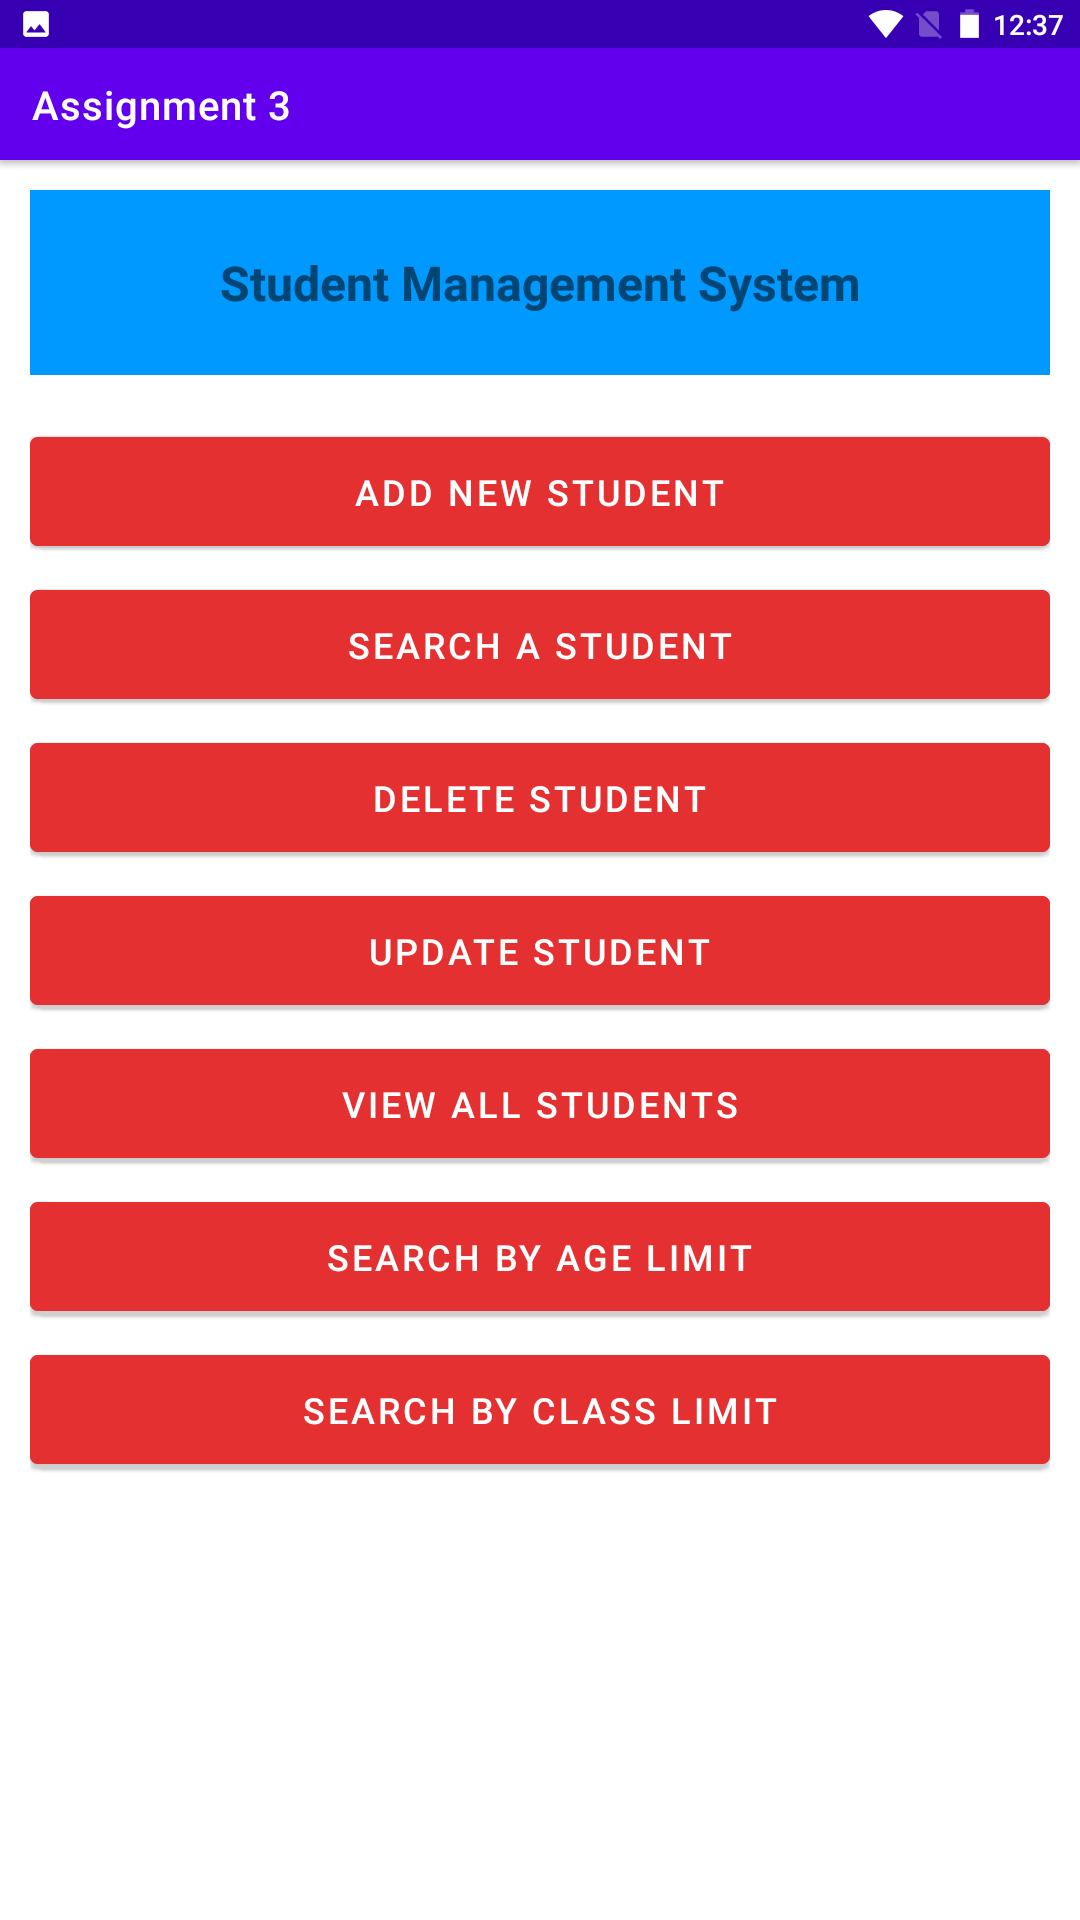 12:37
Assignment 3
Student Management System
ADD NEW STUDENT
SEARCH A STUDENT
DELETE STUDENT
UPDATE STUDENT
VIEW ALL STUDENTS
SEARCH BY AGE LIMIT
SEARCH BY CLASS LIMIT